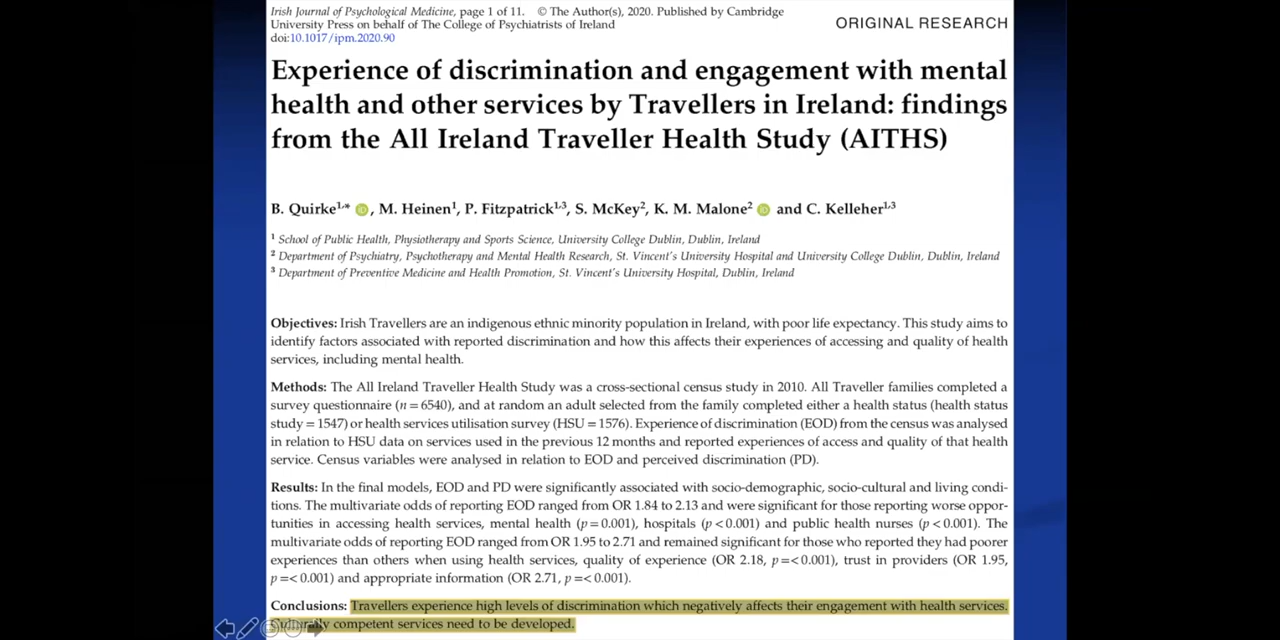 Irish Journal of Psychological Medicine, page 1 of 11. © The Author(s), 2020. Published by Cambridge
University Press on behalf of The College of Psychiatrists of Ireland
doi:10.1017/ipm.2020.90
ORIGINAL RESEARCH
Experience of discrimination and engagement with mental
health and other services by Travellers in Ireland: findings
from the All Ireland Traveller Health Study (AITHS)
B. Quirke1,*, M. Heinen1, P. Fitzpatrick1,3, S. McKey2, K. M. Malone2 and C. Kelleher1,3
1 School of Public Health, Physiotherapy and Sports Science, University College Dublin, Dublin, Ireland
2 Department of Psychiatry, Psychotherapy and Mental Health Research, St. Vincent's University Hospital and University College Dublin, Dublin, Ireland
3 Department of Preventive Medicine and Health Promotion, St. Vincent's University Hospital, Dublin, Ireland
Objectives: Irish Travellers are an indigenous ethnic minority population in Ireland, with poor life expectancy. This study aims to
identify factors associated with reported discrimination and how this affects their experiences of accessing and quality of health
services, including mental health.
Methods: The All Ireland Traveller Health Study was a cross-sectional census study in 2010. All Traveller families completed a
survey questionnaire (n = 6540), and at random an adult selected from the family completed either a health status (health status
study = 1547) or health services utilisation survey (HSU = 1576). Experience of discrimination (EOD) from the census was analysed
in relation to HSU data on services used in the previous 12 months and reported experiences of access and quality of that health
service. Census variables were analysed in relation to EOD and perceived discrimination (PD).
Results: In the final models, EOD and PD were significantly associated with socio-demographic, socio-cultural and living condi-
tions. The multivariate odds of reporting EOD ranged from OR 1.84 to 2.13 and were significant for those reporting worse oppor-
tunities in accessing health services, mental health (p = 0.001), hospitals (p < 0.001) and public health nurses (p < 0.001). The
multivariate odds of reporting EOD ranged from OR 1.95 to 2.71 and remained significant for those who reported they had poorer
experiences than others when using health services, quality of experience (OR 2.18, p =< 0.001), trust in providers (OR 1.95,
p =< 0.001) and appropriate information (OR 2.71, p =< 0.001).
Conclusions: Travellers experience high levels of discrimination which negatively affects their engagement with health services.
Culturally competent services need to be developed.